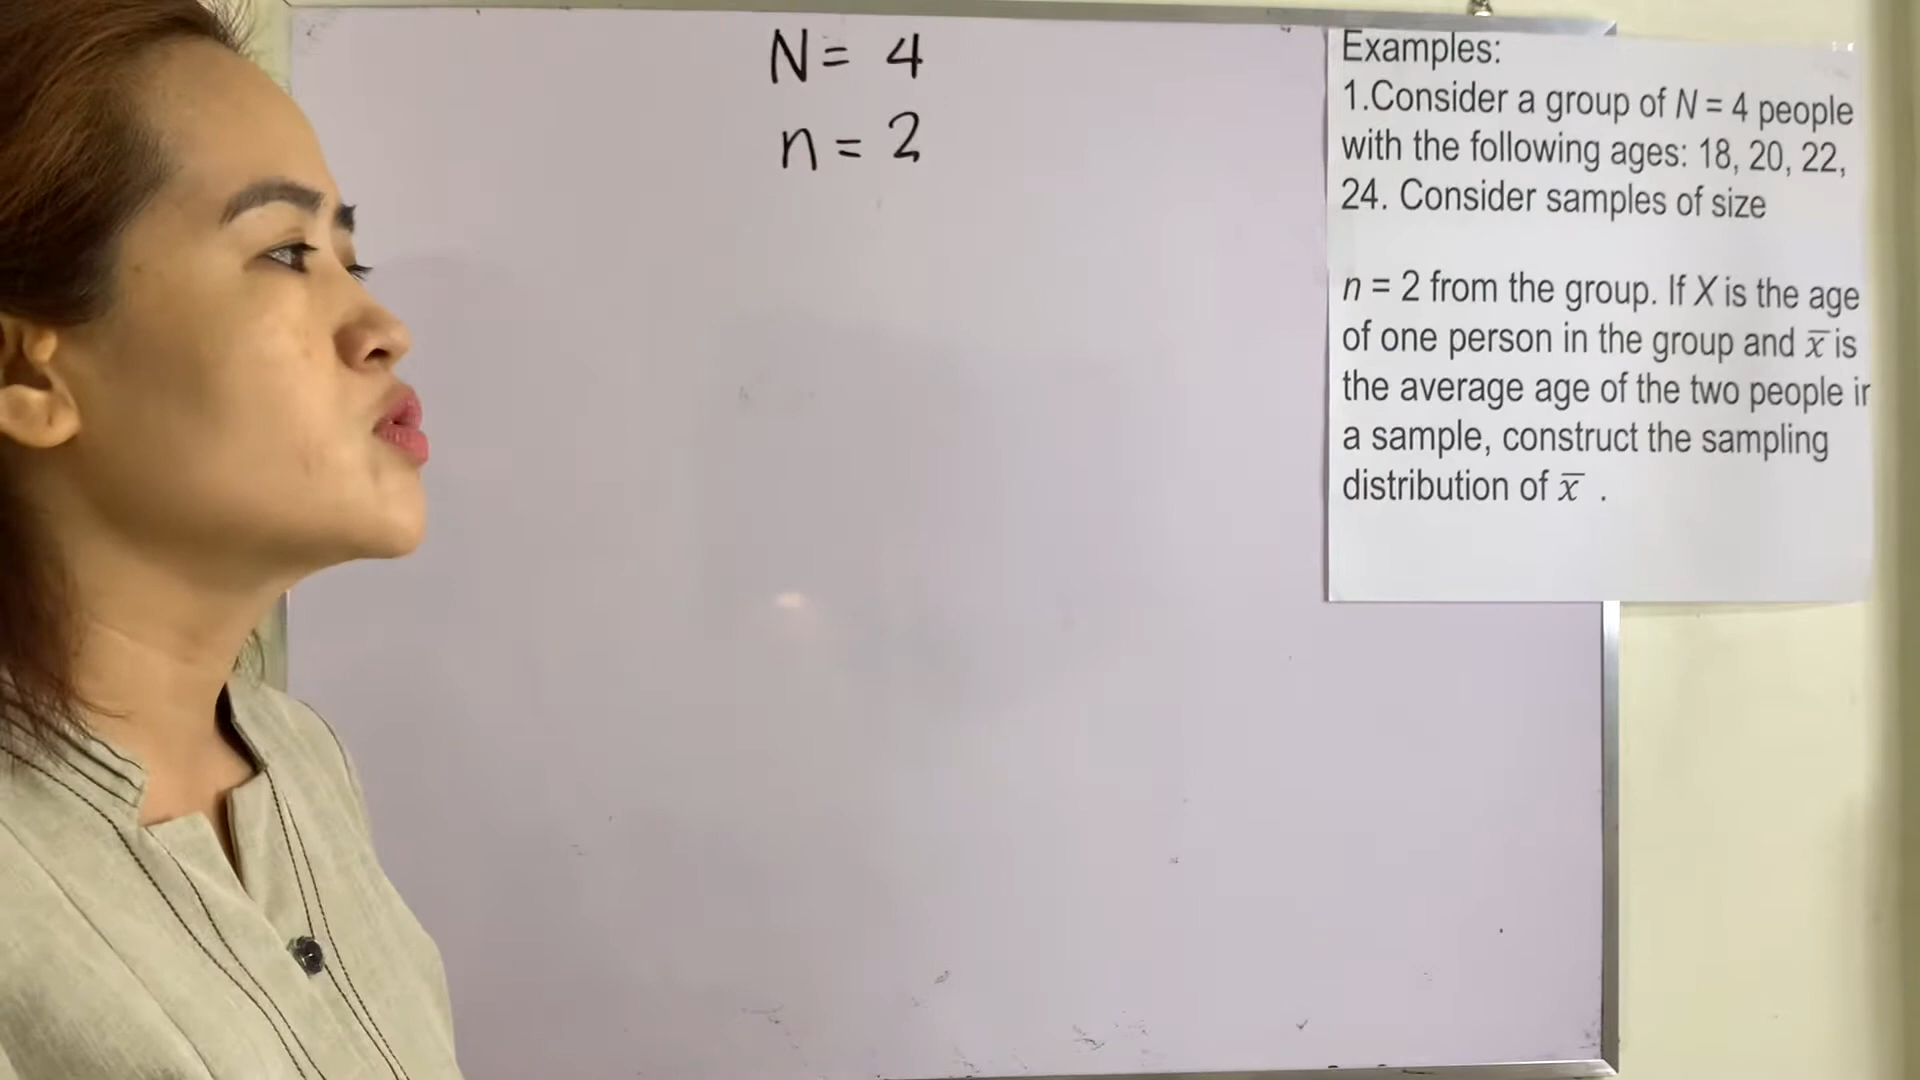 N = 4
n = 2
Examples:
1.Consider a group of N = 4 people
with the following ages: 18, 20, 22,
24. Consider samples of size
n = 2 from the group. If X is the age
of one person in the group and x̅ is
the average age of the two people in
a sample, construct the sampling
distribution of x̅ .